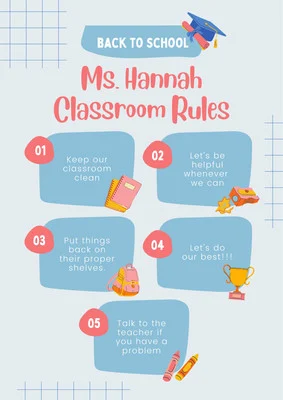 BACK TO SCHOOL
Ms. Hannah
Classroom Rules
01
Keep our
classroom
clean
02
Let's be
helpful
whenever
we can
03
Put things
back on
their proper
shelves.
04
Let's do
our best!!!
05
Talk to the
teacher if
you have a
problem